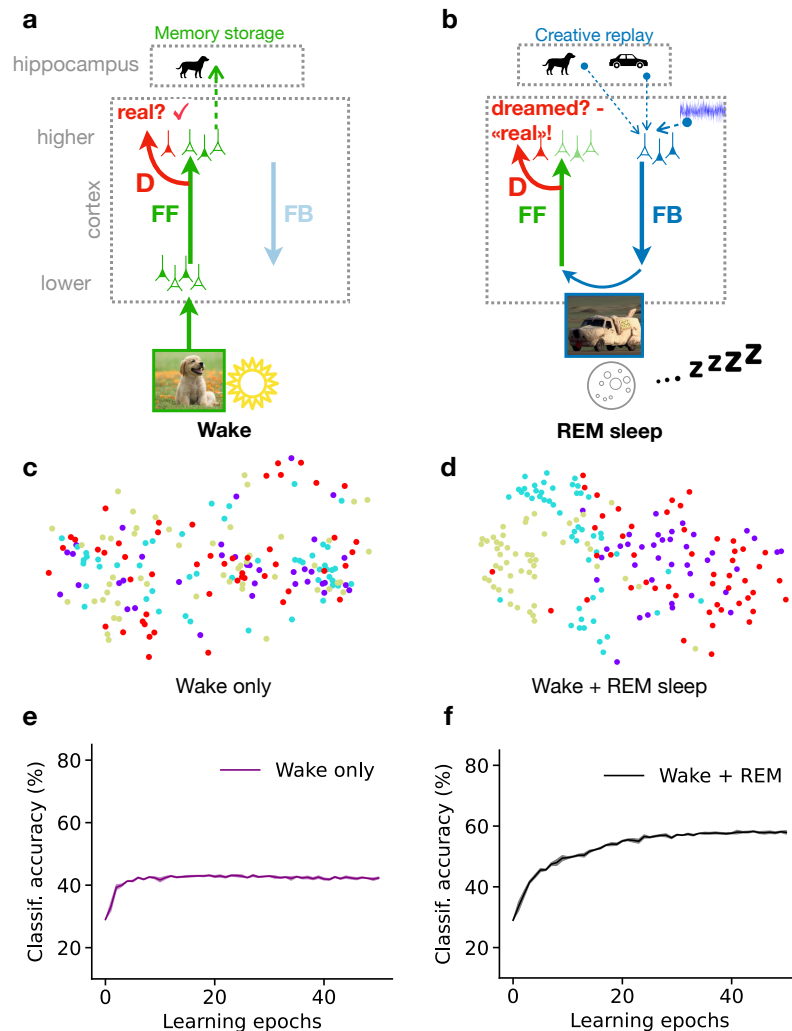 a
Memory storage
hippocampus
real? ✓
higher
D
FF
FB
cortex
lower
Wake
b
Creative replay
dreamed? -
«real»!
D
FF
FB
... z z z z
REM sleep
c
Wake only
d
Wake + REM sleep
e
Wake only
Classif. accuracy (%)
80
60
40
20
0
20
40
Learning epochs
f
Wake + REM
Classif. accuracy (%)
80
60
40
20
0
20
40
Learning epochs